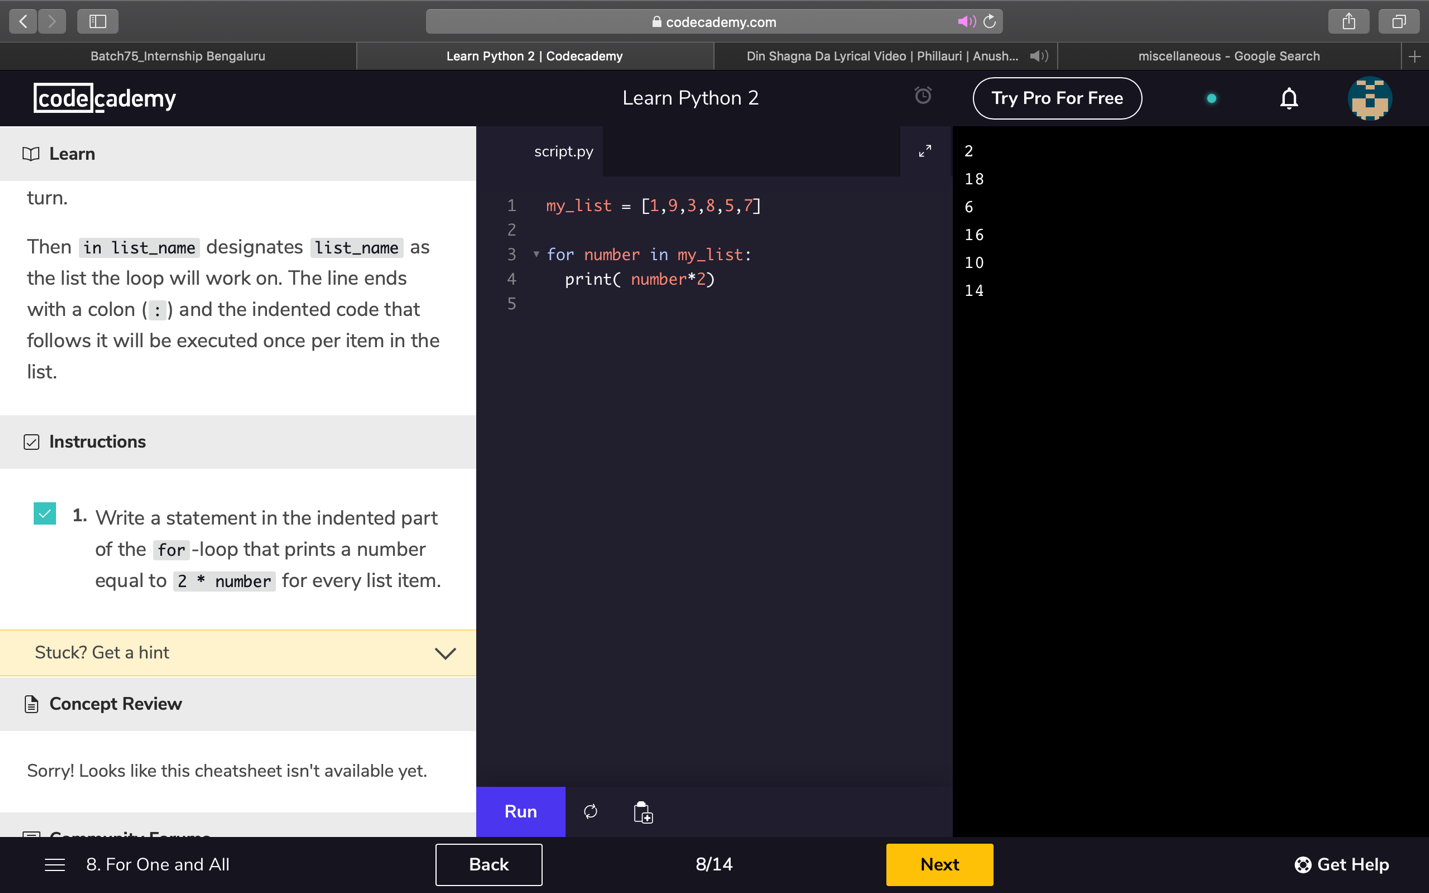 codecademy.com
Batch75_Internship Bengaluru
Learn Python 2 | Codecademy
Din Shagna Da Lyrical Video | Phillauri | Anush...
miscellaneous - Google Search
codecademy
Learn Python 2
Try Pro For Free
Learn
turn.
Then in list_name designates list_name as
the list the loop will work on. The line ends
with a colon ( : ) and the indented code that
follows it will be executed once per item in the
list.
Instructions
1. Write a statement in the indented part
of the for -loop that prints a number
equal to 2 * number for every list item.
Stuck? Get a hint
Concept Review
Sorry! Looks like this cheatsheet isn't available yet.
Community Forums
script.py
1 my_list = [1,9,3,8,5,7]
2
3 for number in my_list:
4 print( number*2)
5
Run
2
18
6
16
10
14
8. For One and All
Back
8/14
Next
Get Help